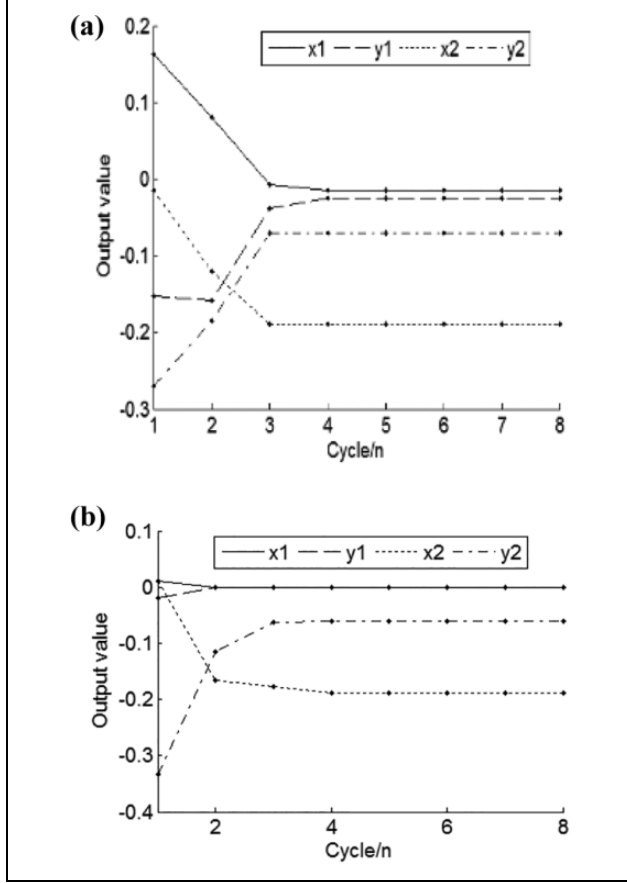 (a)
0.2
x1 y1 x2 y2
0.1
0
-0.1
-0.2
-0.3
Output value
1 2 3 4 5 6 7 8
Cycle/n
(b)
0.1
x1 y1 x2 y2
0
-0.1
-0.2
-0.3
-0.4
Output value
2 4 6 8
Cycle/n